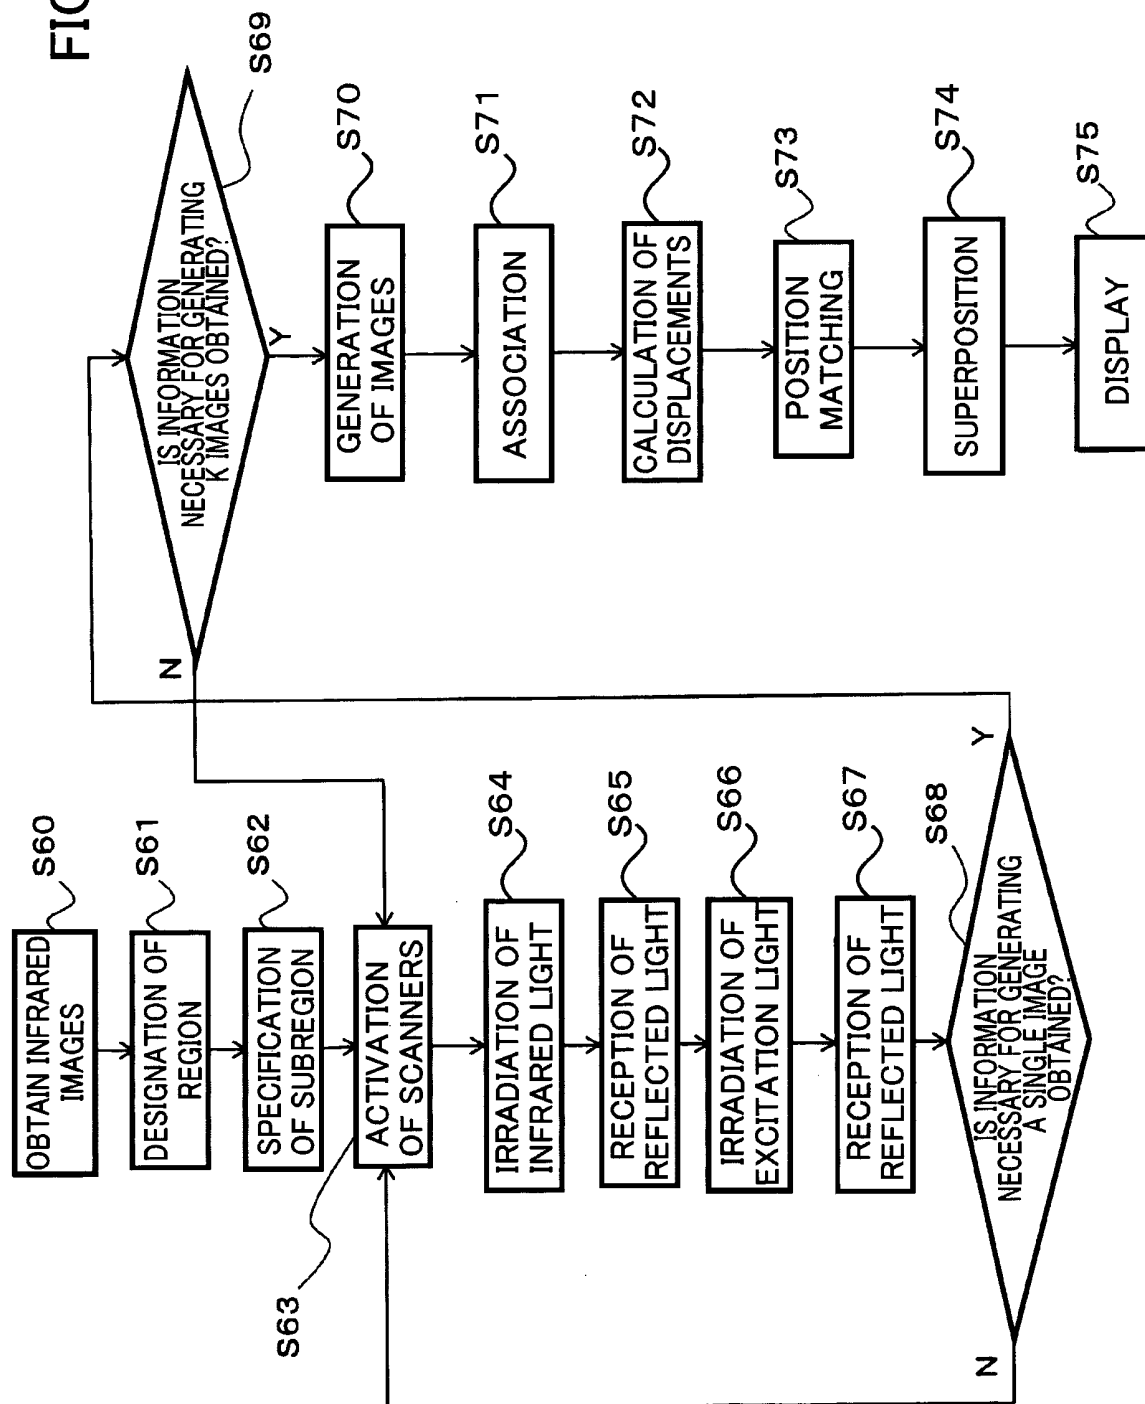 FIG
S60
OBTAIN INFRARED
IMAGES
S61
DESIGNATION OF
REGION
S62
SPECIFICATION
OF SUBREGION
S63
ACTIVATION
OF SCANNERS
S64
IRRADIATION OF
INFRARED LIGHT
S65
RECEPTION OF
REFLECTED LIGHT
S66
IRRADIATION OF
EXCITATION LIGHT
S67
RECEPTION OF
REFLECTED LIGHT
S68
IS INFORMATION
NECESSARY FOR GENERATING
A SINGLE IMAGE
OBTAINED?
N
Y
S69
IS INFORMATION
NECESSARY FOR GENERATING
K IMAGES OBTAINED?
N
Y
S70
GENERATION
OF IMAGES
S71
ASSOCIATION
S72
CALCULATION OF
DISPLACEMENTS
S73
POSITION
MATCHING
S74
SUPERPOSITION
S75
DISPLAY